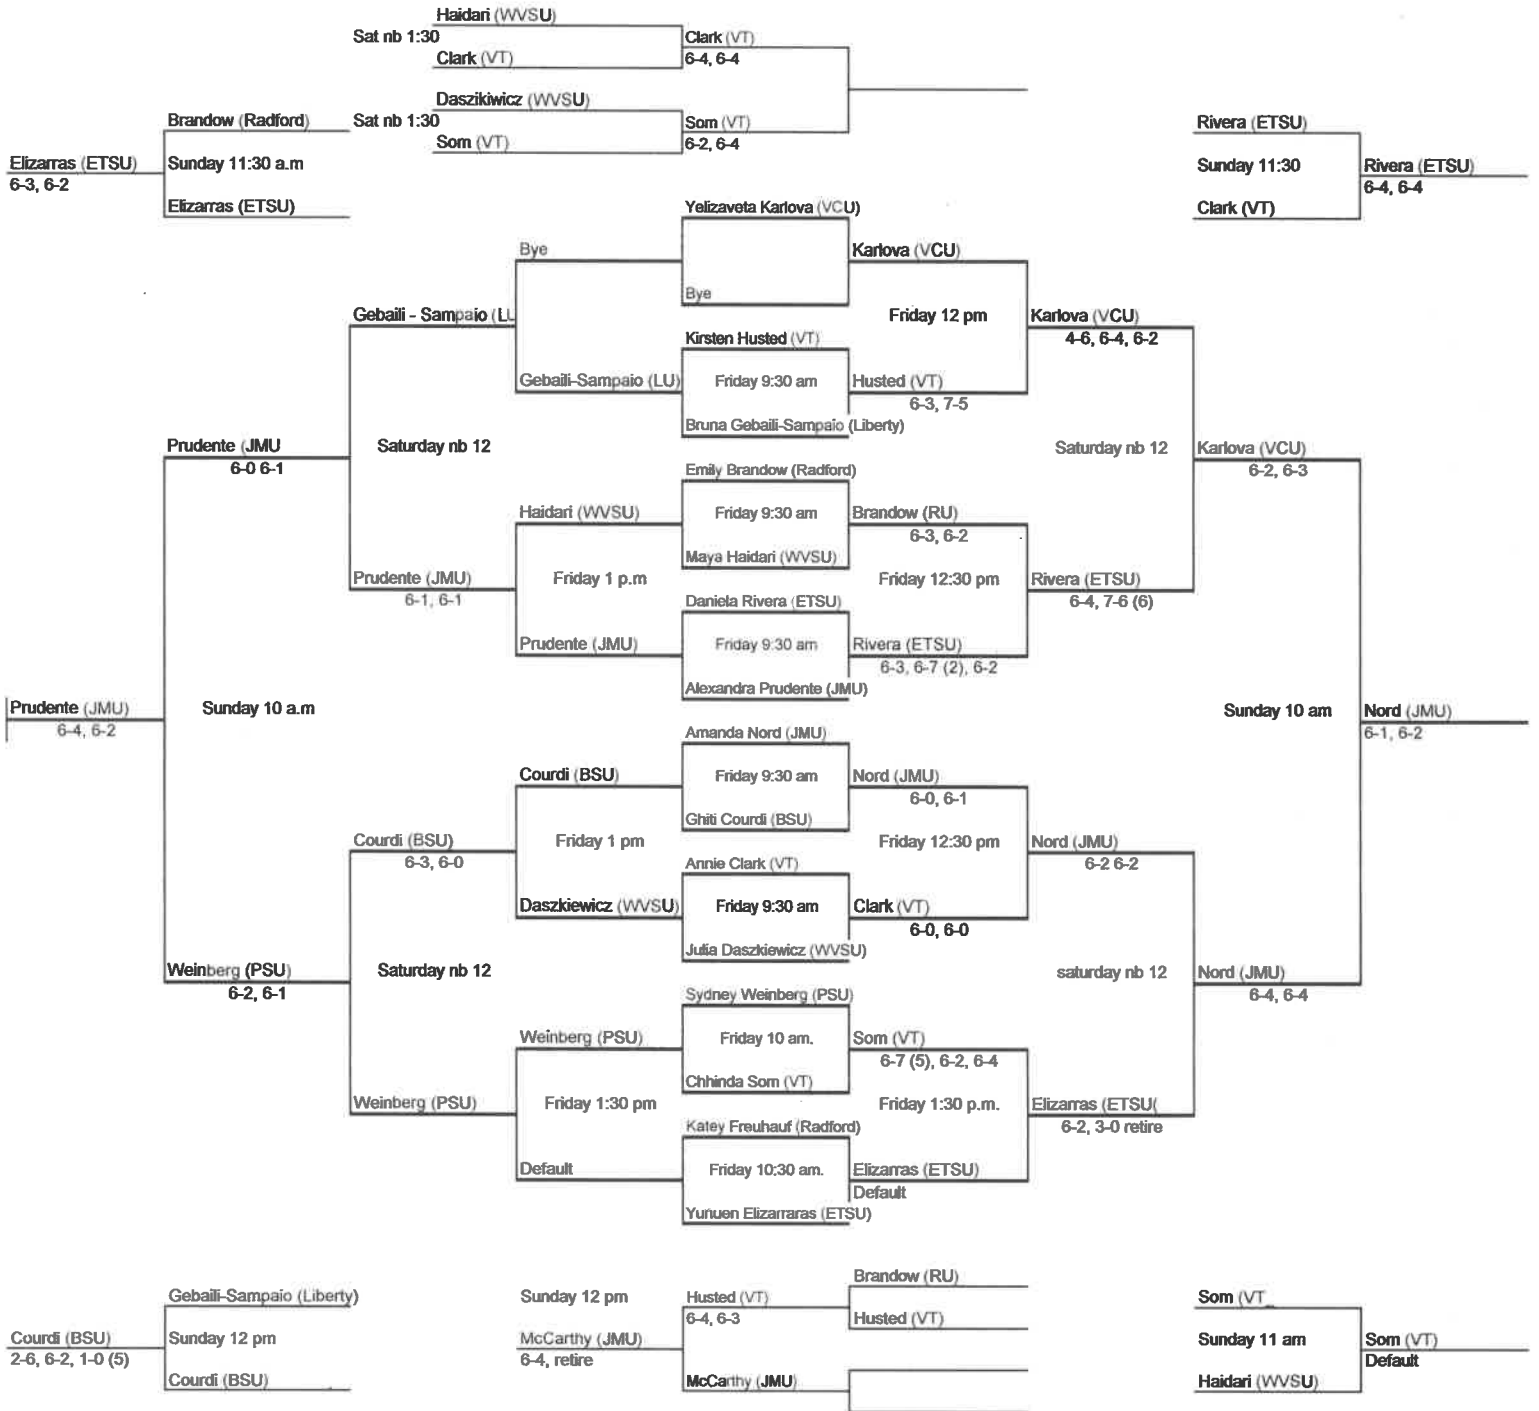 Haidari (WVSU)
Sat nb 1:30
Clark (VT)
Clark (VT)
6-4, 6-4
Daszikiwicz (WVSU)
Sat nb 1:30
Som (VT)
Som (VT)
6-2, 6-4
Brandow (Radford)
Elizarras (ETSU)
6-3, 6-2
Sunday 11:30 a.m
Elizarras (ETSU)
Rivera (ETSU)
Sunday 11:30
Rivera (ETSU)
6-4, 6-4
Clark (VT)
Yelizaveta Karlova (VCU)
Bye
Karlova (VCU)
Bye
Gebaili - Sampaio (LU
Friday 12 pm
Karlova (VCU)
4-6, 6-4, 6-2
Kirsten Husted (VT)
Gebaili-Sampaio (LU)
Friday 9:30 am
Husted (VT)
6-3, 7-5
Bruna Gebaili-Sampaio (Liberty)
Prudente (JMU
6-0 6-1
Saturday nb 12
Saturday nb 12
Karlova (VCU)
6-2, 6-3
Emily Brandow (Radford)
Haidari (WVSU)
Friday 9:30 am
Brandow (RU)
6-3, 6-2
Maya Haidari (WVSU)
Prudente (JMU)
6-1, 6-1
Friday 1 p.m
Friday 12:30 pm
Rivera (ETSU)
6-4, 7-6 (6)
Daniela Rivera (ETSU)
Prudente (JMU)
Friday 9:30 am
Rivera (ETSU)
6-3, 6-7 (2), 6-2
Alexandra Prudente (JMU)
Prudente (JMU)
6-4, 6-2
Sunday 10 a.m
Sunday 10 am
Nord (JMU)
6-1, 6-2
Amanda Nord (JMU)
Courdi (BSU)
Friday 9:30 am
Nord (JMU)
6-0, 6-1
Ghiti Courdi (BSU)
Courdi (BSU)
6-3, 6-0
Friday 1 pm
Friday 12:30 pm
Nord (JMU)
6-2 6-2
Annie Clark (VT)
Daszkiewicz (WVSU)
Friday 9:30 am
Clark (VT)
6-0, 6-0
Julia Daszkiewicz (WVSU)
Weinberg (PSU)
6-2, 6-1
Saturday nb 12
saturday nb 12
Nord (JMU)
6-4, 6-4
Sydney Weinberg (PSU)
Weinberg (PSU)
Friday 10 am.
Som (VT)
6-7 (5), 6-2, 6-4
Chhinda Som (VT)
Weinberg (PSU)
Friday 1:30 pm
Friday 1:30 p.m.
Elizarras (ETSU(
6-2, 3-0 retire
Katey Freuhauf (Radford)
Default
Friday 10:30 am.
Elizarras (ETSU)
Default
Yunuen Elizarraras (ETSU)
Gebaili-Sampaio (Liberty)
Courdi (BSU)
2-6, 6-2, 1-0 (5)
Sunday 12 pm
Courdi (BSU)
Sunday 12 pm
McCarthy (JMU)
6-4, retire
Brandow (RU)
Husted (VT)
6-4, 6-3
Husted (VT)
McCarthy (JMU)
Som (VT_
Sunday 11 am
Som (VT)
Default
Haidari (WVSU)